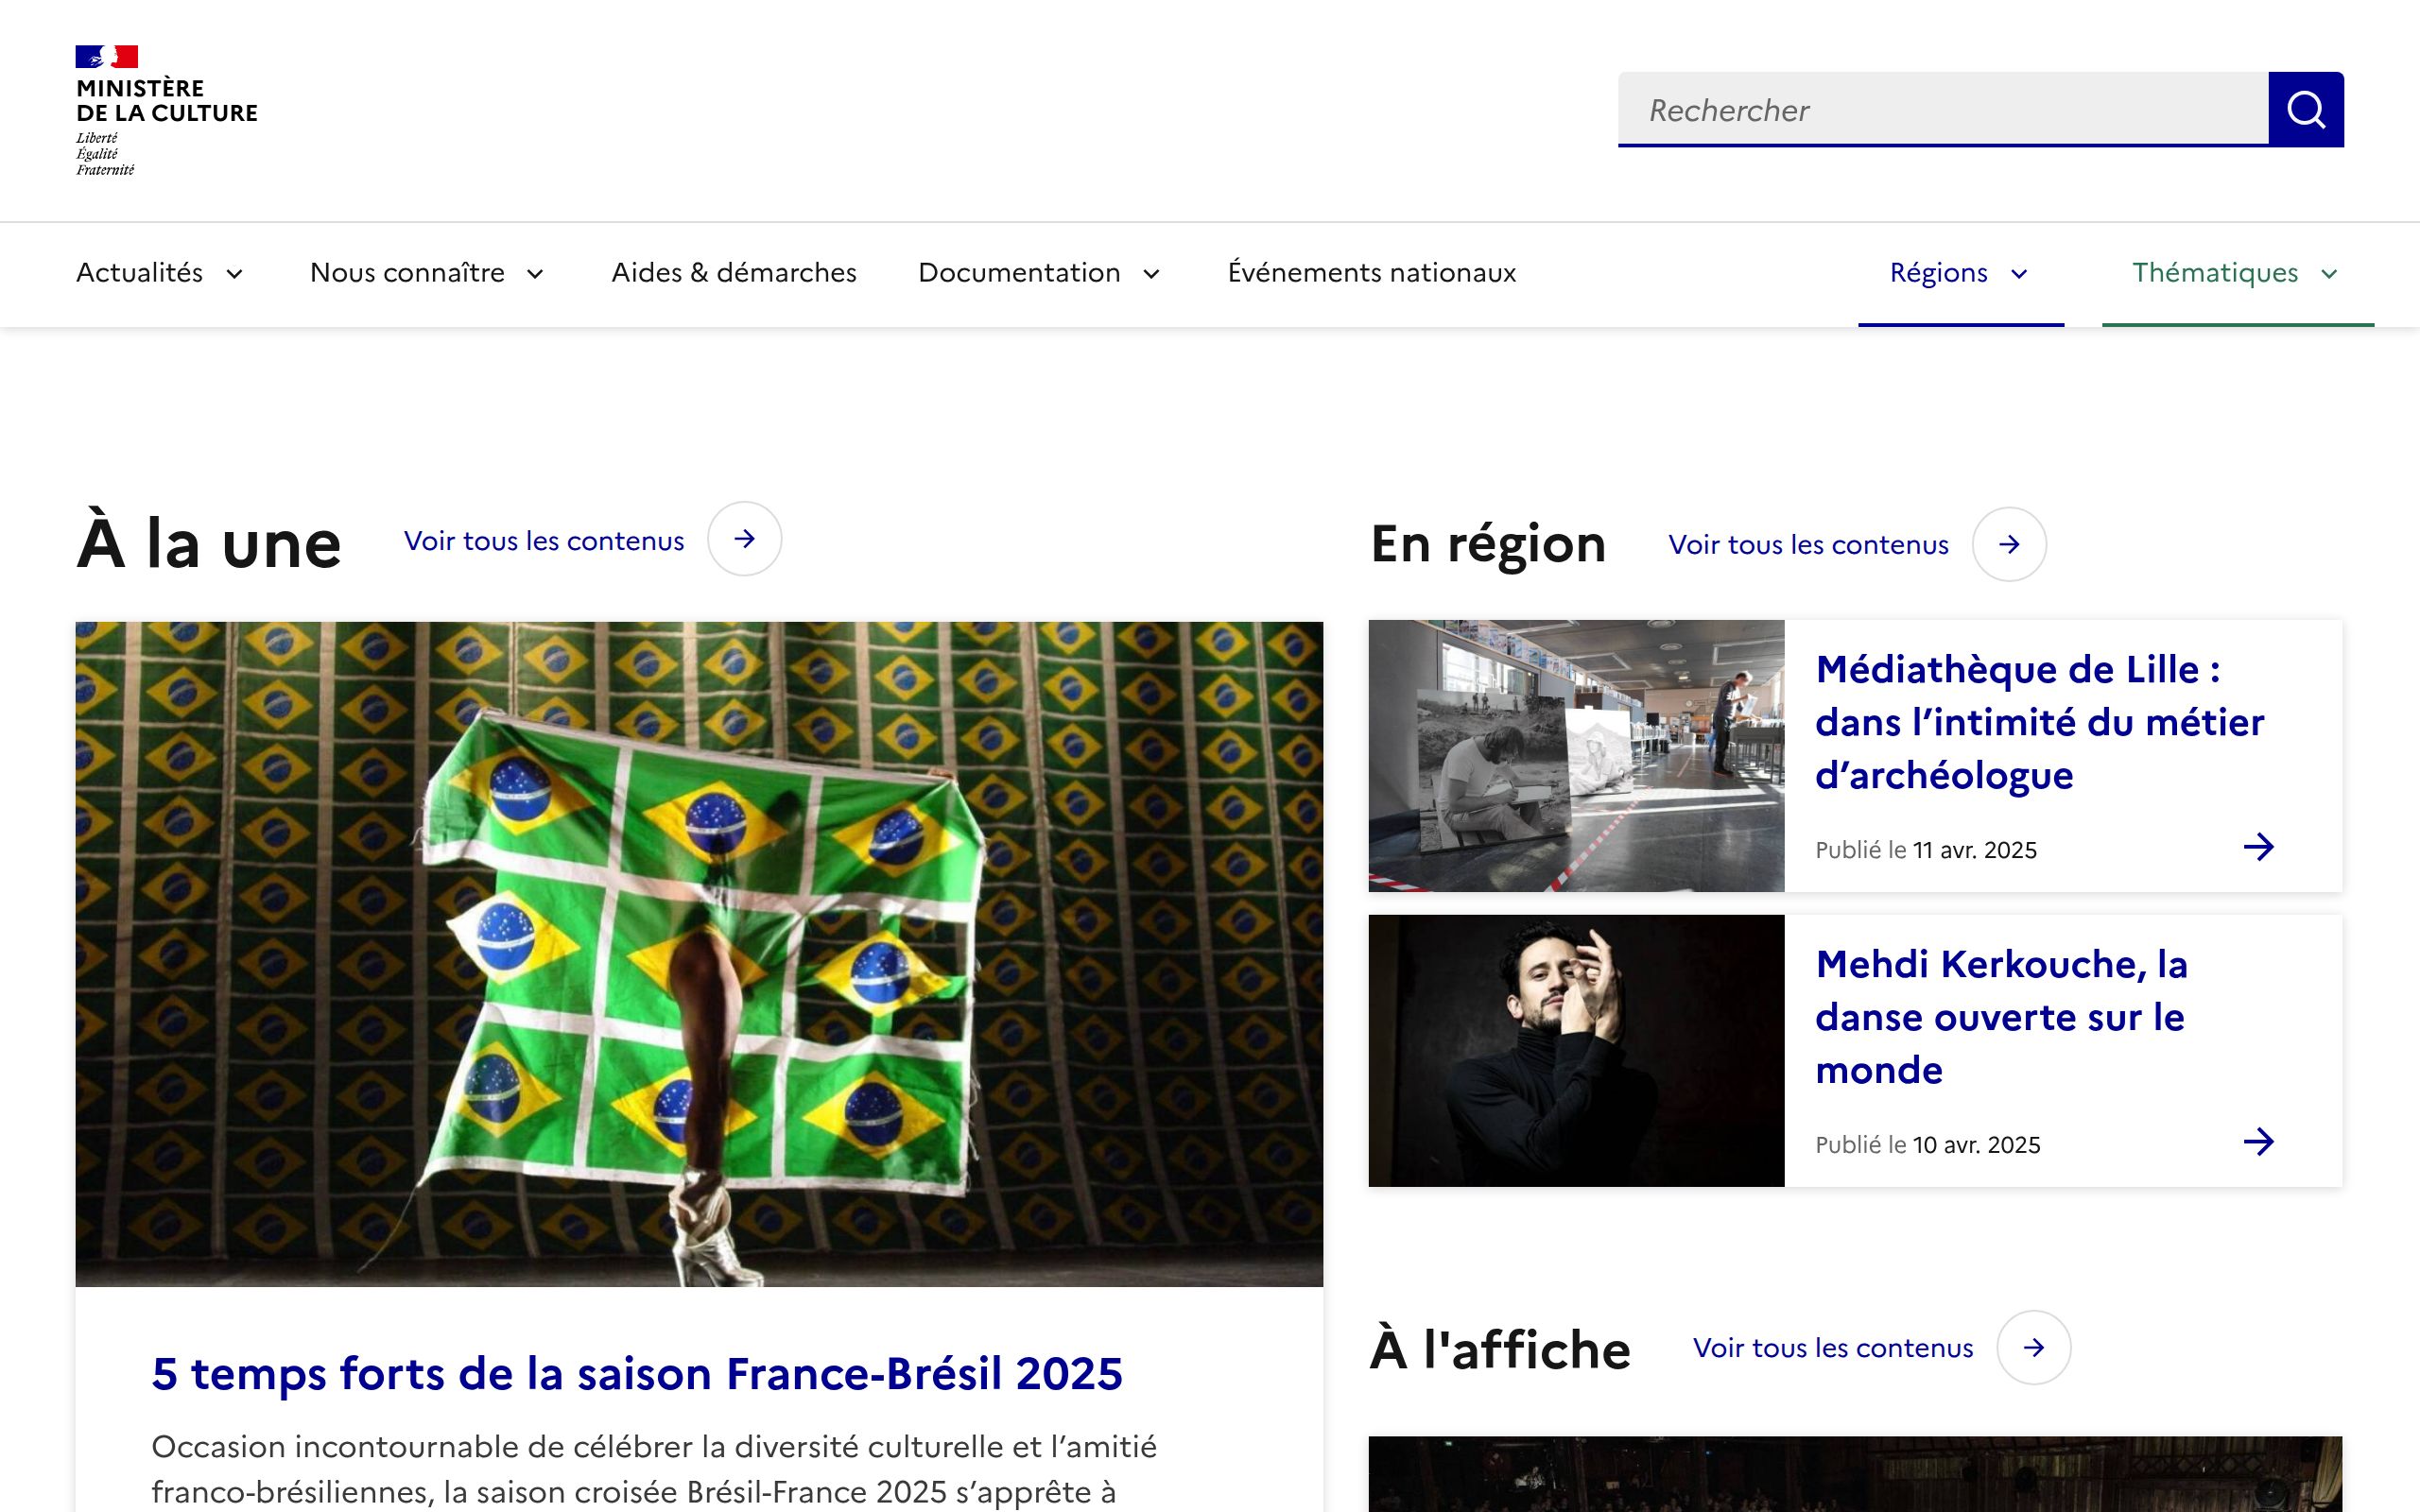 MINISTÈRE
DE LA CULTURE
Liberté
Égalité
Fraternité
Rechercher
Actualités
Nous connaître
Aides & démarches
Documentation
Événements nationaux
Régions
Thématiques
À la une
Voir tous les contenus
5 temps forts de la saison France-Brésil 2025
Occasion incontournable de célébrer la diversité culturelle et l’amitié
franco-brésiliennes, la saison croisée Brésil-France 2025 s’apprête à
En région
Voir tous les contenus
Médiathèque de Lille :
dans l’intimité du métier
d’archéologue
Publié le 11 avr. 2025
Mehdi Kerkouche, la
danse ouverte sur le
monde
Publié le 10 avr. 2025
À l'affiche
Voir tous les contenus